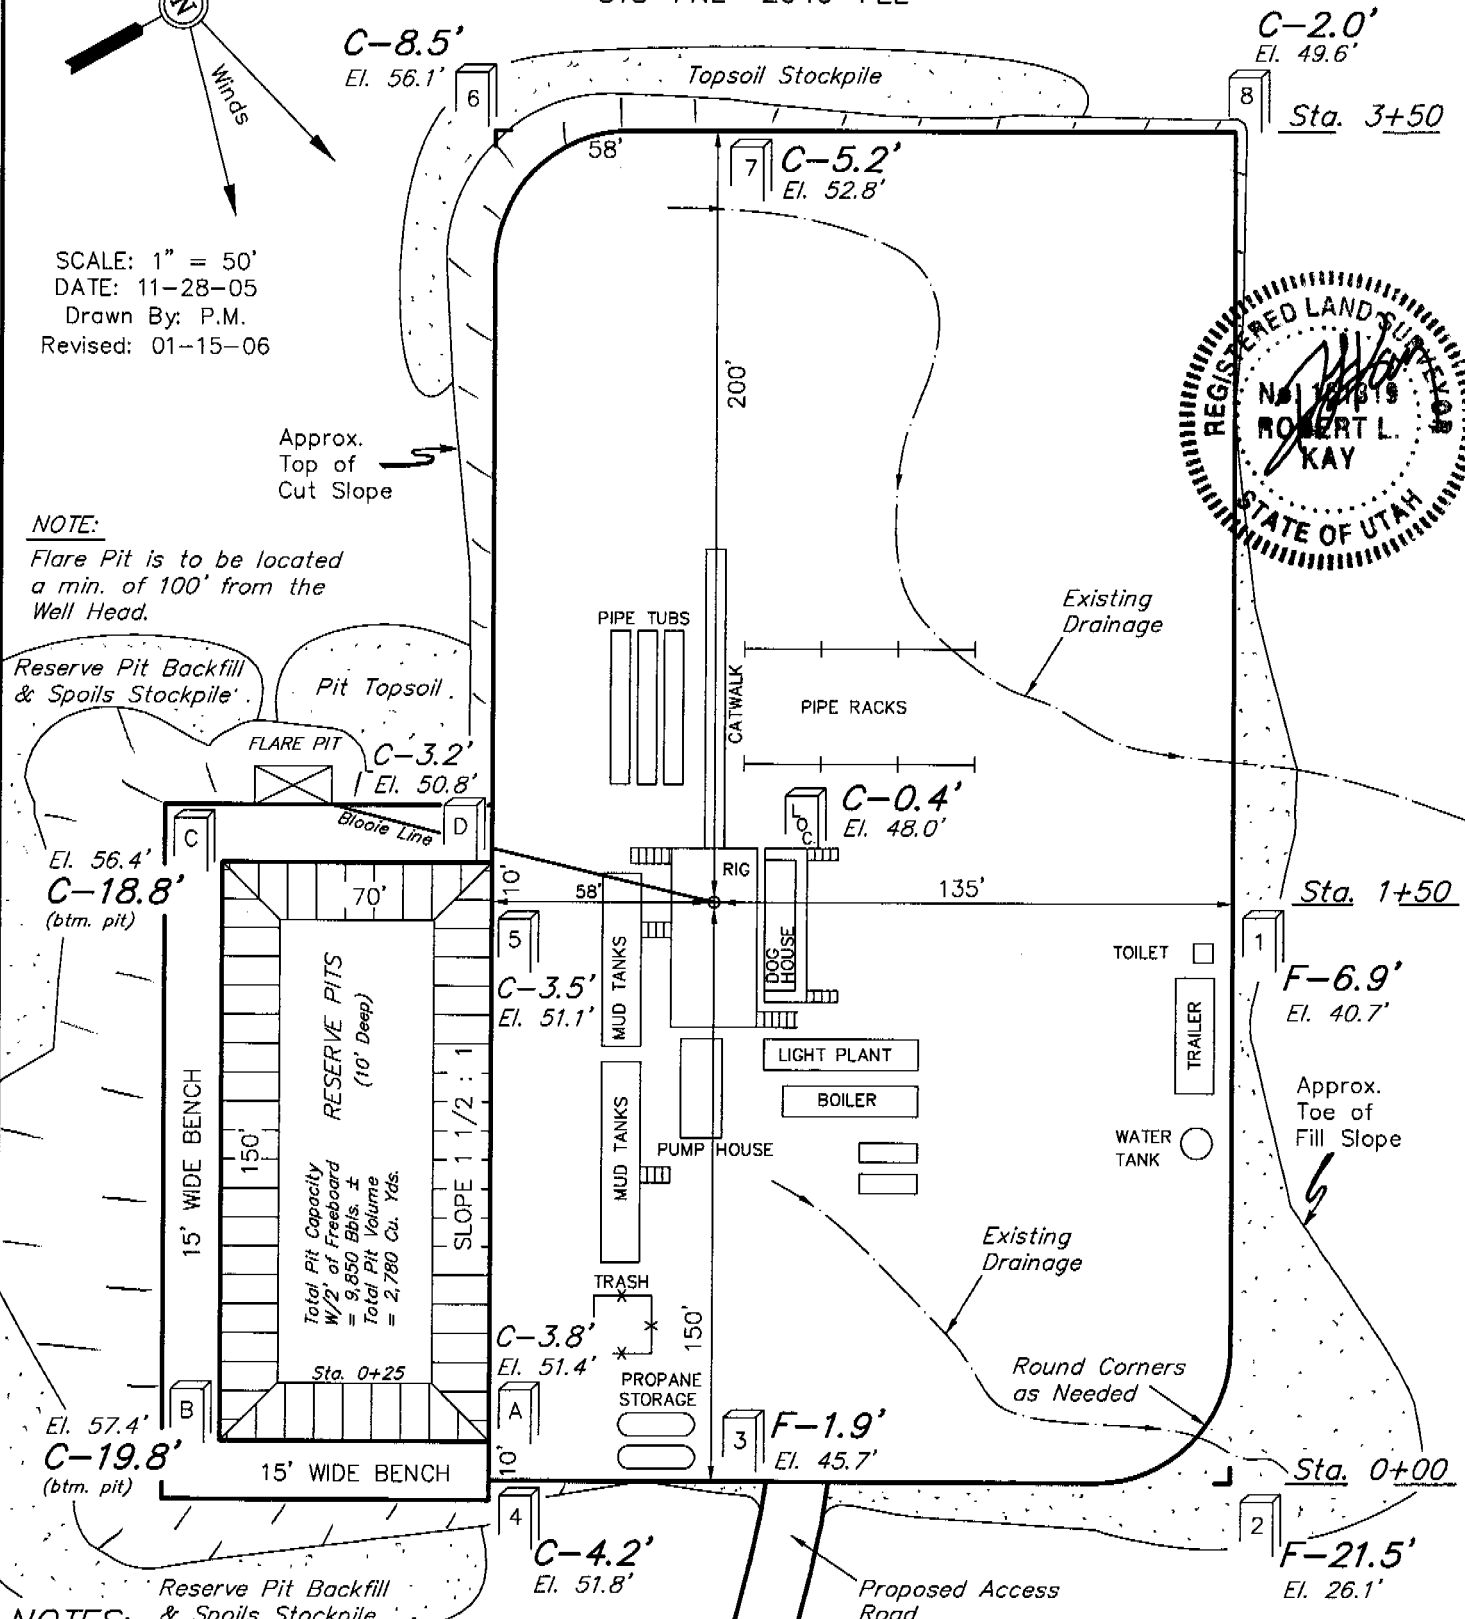 C-8.5'
El. 56.1'
6
Topsoil Stockpile
C-2.0'
El. 49.6'
8
Sta. 3+50
N
Winds
58'
7
C-5.2'
El. 52.8'
SCALE: 1" = 50'
DATE: 11-28-05
Drawn By: P.M.
Revised: 01-15-06
200'
REGISTERED LAND SURVEYOR
ROBERT L.
KAY
STATE OF UTAH
Approx.
Top of
Cut Slope
NOTE:
Flare Pit is to be located
a min. of 100' from the
Well Head.
Existing
Drainage
PIPE TUBS
CATWALK
PIPE RACKS
Reserve Pit Backfill
& Spoils Stockpile
Pit Topsoil
FLARE PIT
C-3.2'
El. 50.8'
Blooie Line
D
C
LOC.
C-0.4'
El. 48.0'
El. 56.4'
C-18.8'
(btm. pit)
70'
10'
58'
RIG
135'
Sta. 1+50
5
C-3.5'
El. 51.1'
MUD TANKS
DOG
HOUSE
TOILET
TRAILER
1
F-6.9'
El. 40.7'
RESERVE PITS
(10' Deep)
SLOPE 1 1/2 : 1
15' WIDE BENCH
150'
Total Pit Capacity
W/2' of Freeboard
= 9,850 Bbls. ±
Total Pit Volume
= 2,780 Cu. Yds.
LIGHT PLANT
BOILER
PUMP HOUSE
MUD TANKS
WATER
TANK
Approx.
Toe of
Fill Slope
Existing
Drainage
TRASH
150'
C-3.8'
El. 51.4'
Sta. 0+25
Round Corners
as Needed
PROPANE
STORAGE
B
A
El. 57.4'
C-19.8'
(btm. pit)
15' WIDE BENCH
10'
3
F-1.9'
El. 45.7'
Sta. 0+00
4
C-4.2'
El. 51.8'
2
F-21.5'
El. 26.1'
Reserve Pit Backfill
& Spoils Stockpile
Proposed Access
Road
NOTES: